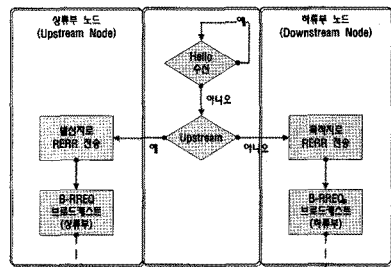 상류부 노드
(Upstream Node)
하류부 노드
(Downstream Node)
예
Hello
수신
아니오
Upstream
예
아니오
발신지로
RERR 전송
목적지로
RERR 전송
B-RREQ
브로드캐스트
(상류부)
B-RREQ
브로드캐스트
(하류부)